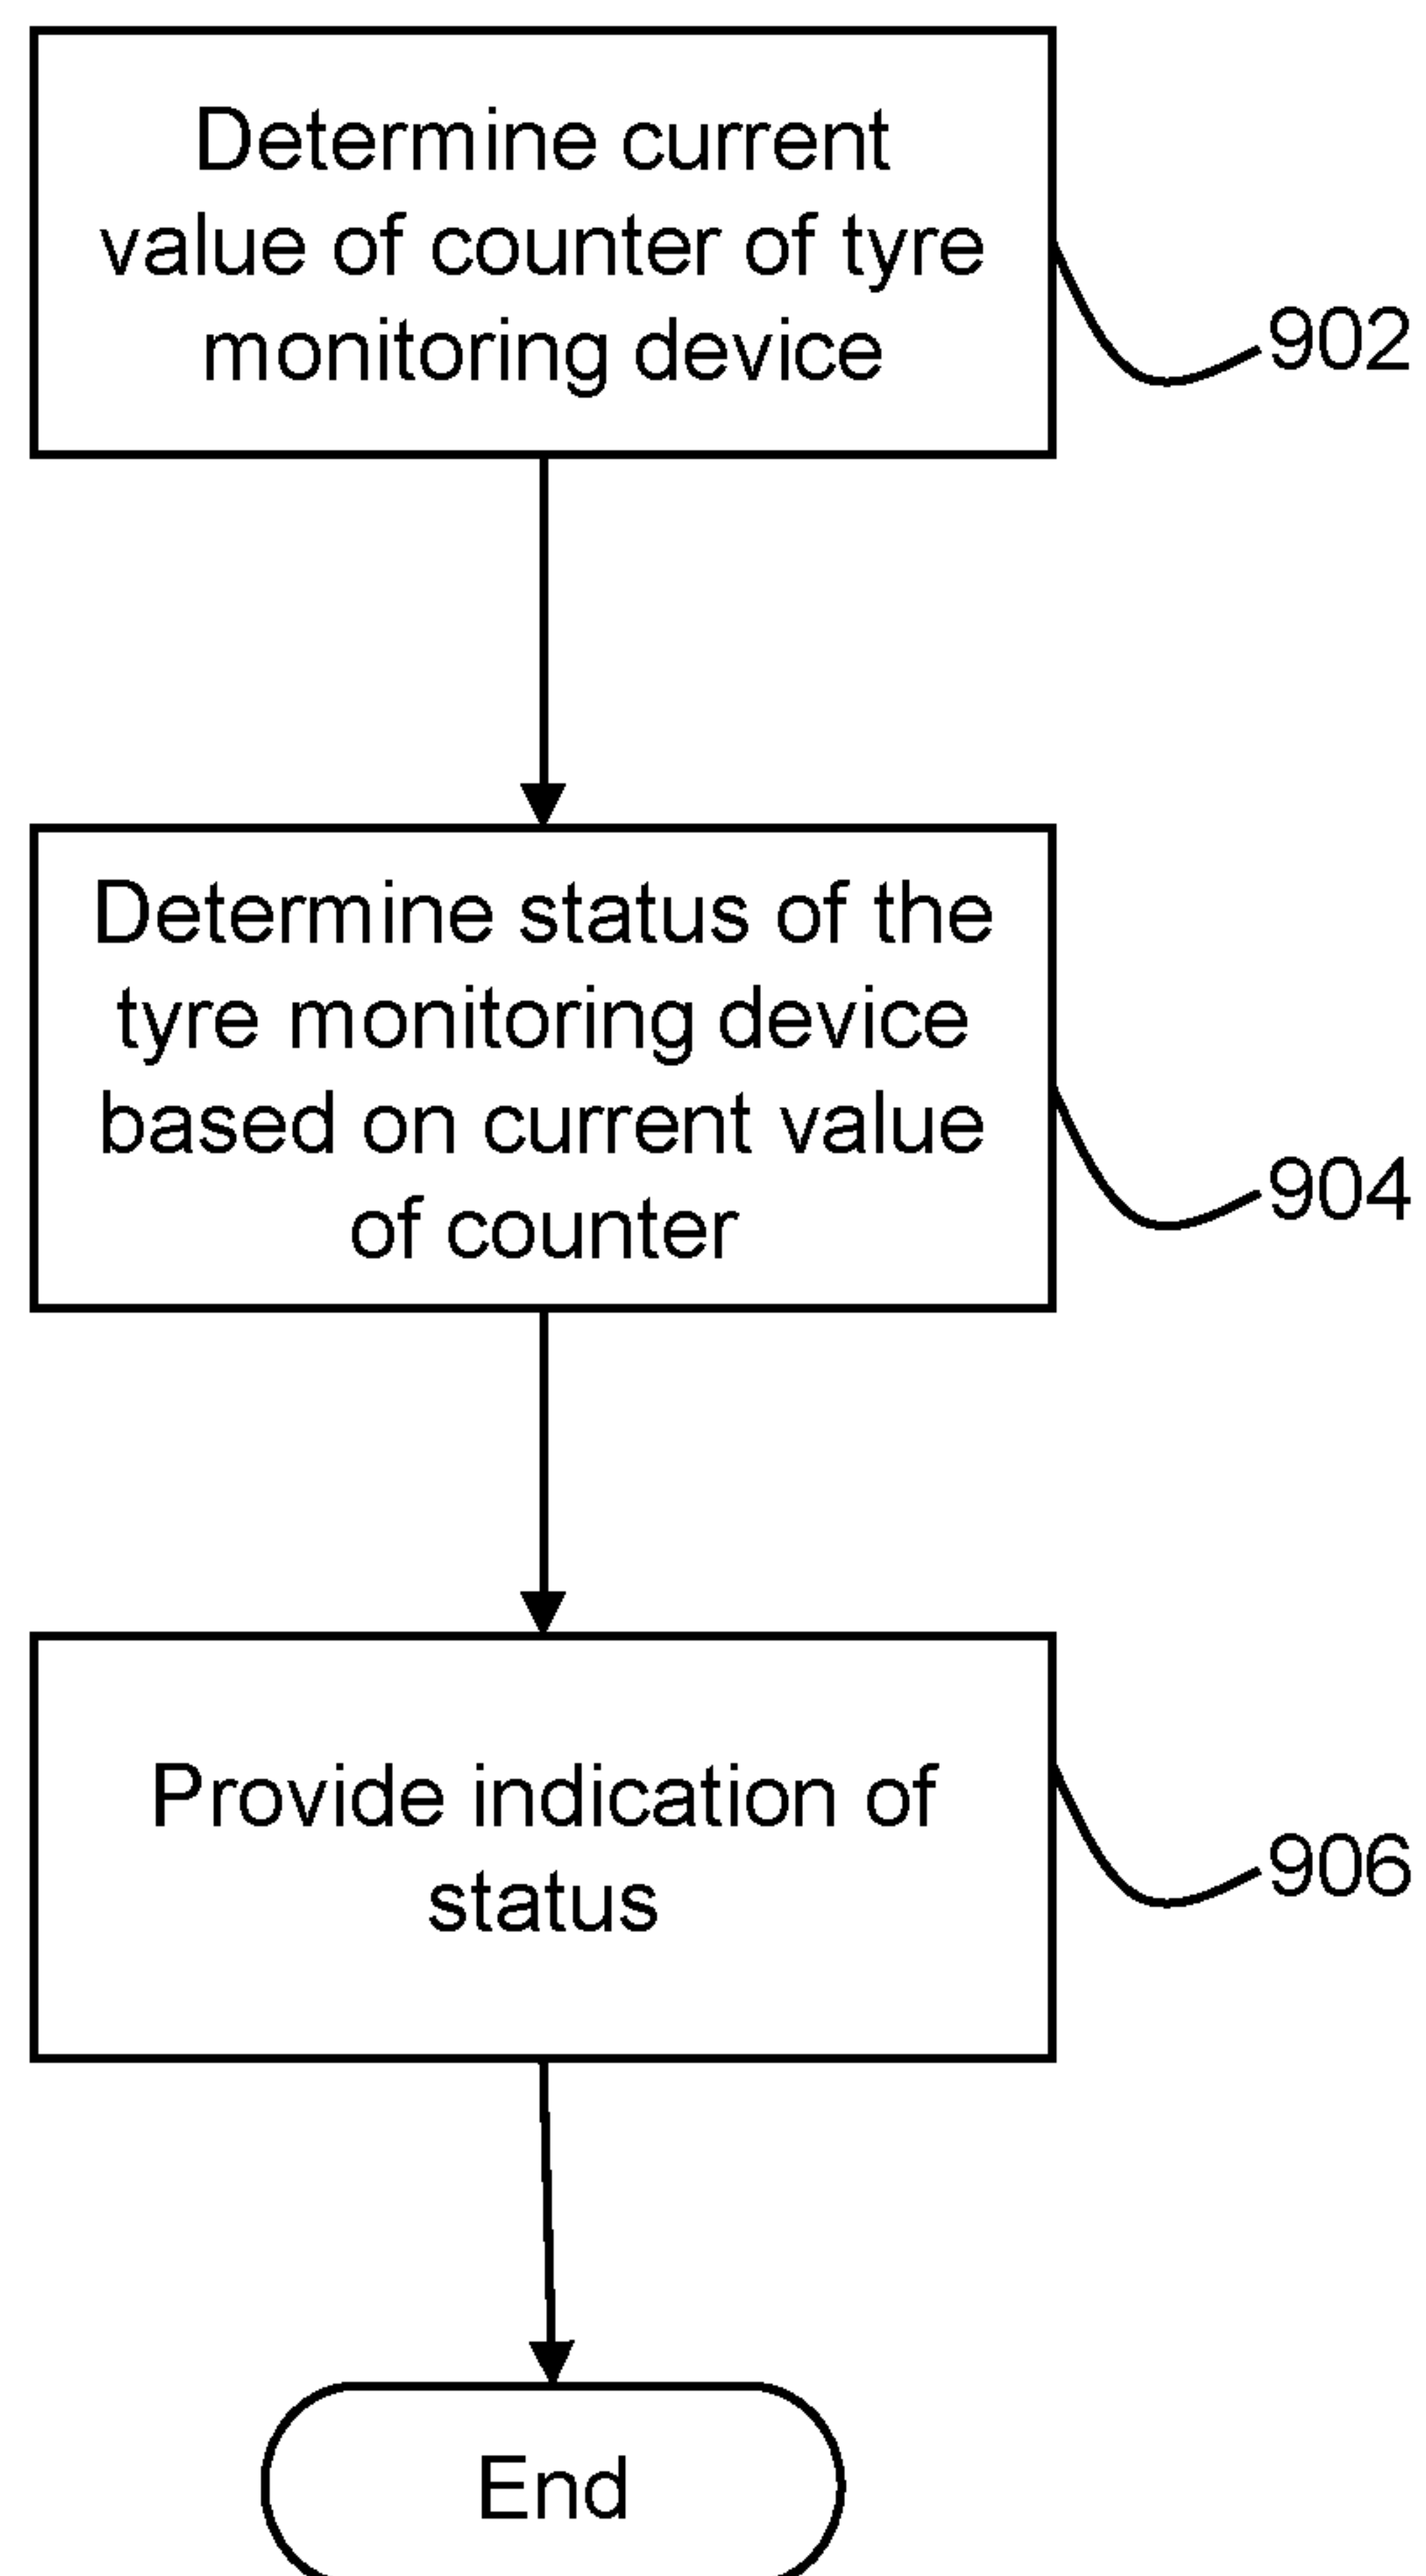 Determine current
value of counter of tyre
monitoring device
902
Determine status of the
tyre monitoring device
based on current value
of counter
904
Provide indication of
status
906
End